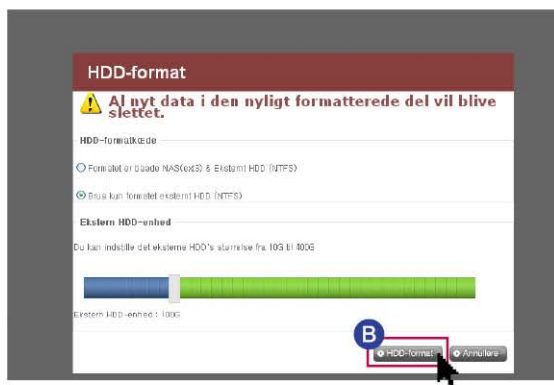 HDD-format
Al nyt data i den nyligt formatterede del vil blive
slettet.
HDD-formatkæde
Formatet er baade NAS(ext3) & Eksternt HDD (NTFS)
Brug kun formatet eksternt HDD (NTFS)
Ekstern HDD-enhed
Du kan indstille det eksterne HDD's størrelse fra 10G til 400G
Ekstern HDD-enhed : 100G
B
HDD-format
Annullere